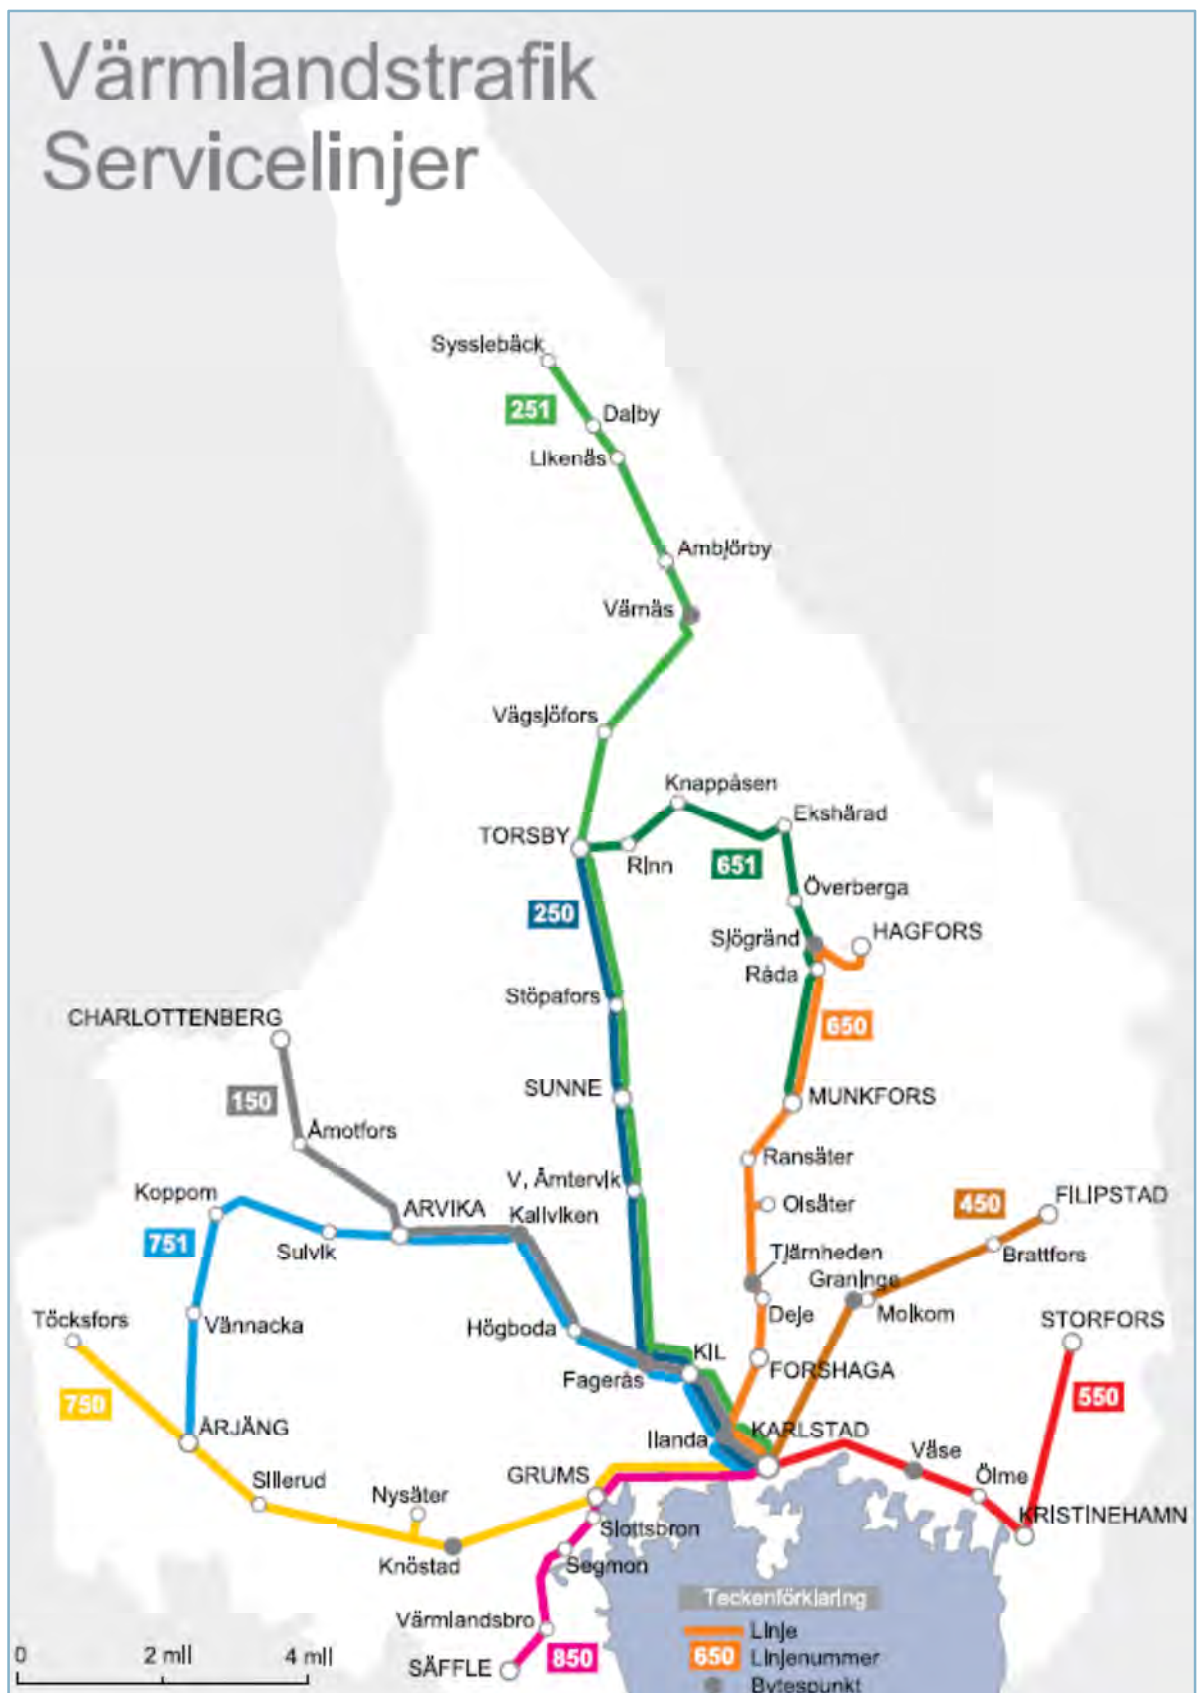 Värmlandstrafik
Servicelinjer
Sysslebäck
251
Dalby
Likenäs
Ambjörby
Värnäs
Vägsjöfors
Knappåsen
Ekshärad
TORSBY
Rinn
651
Överberga
250
Sjögränd
HAGFORS
Råda
Stöpafors
CHARLOTTENBERG
650
SUNNE
MUNKFORS
150
Åmotfors
Ransäter
V. Ämtervik
Koppom
ARVIKA
Kallviken
Olsäter
450
FILIPSTAD
751
Sulvik
Tjärnheden
Brattfors
Graninge
Töcksfors
Vännacka
Högboda
Deje
Molkom
STORFORS
KIL
Fagerås
FORSHAGA
750
550
ÅRJÄNG
Ilanda
KARLSTAD
Väse
Sillerud
GRUMS
Ölme
Nysäter
KRISTINEHAMN
Slottsbron
Knöstad
Segmon
Teckenförklaring
Värmlandsbro
Linje
0
2 mil
4 mil
SÄFFLE
850
650
Linjenummer
Bytespunkt